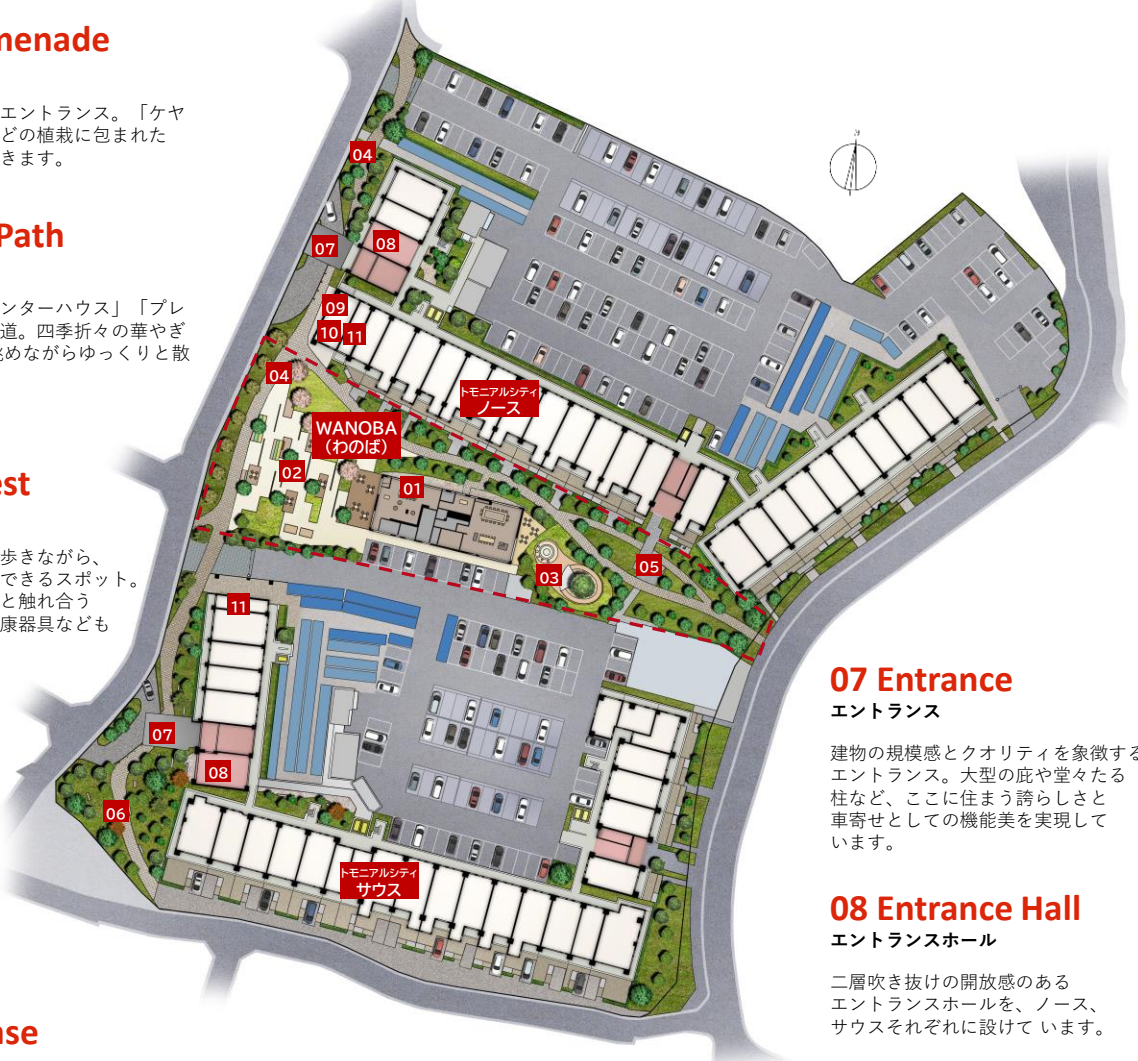 menade
エントランス。「ケヤ
どの植栽に包まれた
きます。
Path
ンターハウス」「プレ
道。四季折々の華やぎ
眺めながらゆっくりと散
est
歩きながら、
できるスポット。
と触れ合う
康器具なども
nse
04
07
08
09
10
11
04
トモニアルシティ
ノース
WANOBA
(わのば)
02
01
03
05
11
07
08
06
トモニアルシティ
サウス
07 Entrance
エントランス
建物の規模感とクオリティを象徴する
エントランス。大型の庇や堂々たる
柱など、ここに住まう誇らしさと
車寄せとしての機能美を実現して
います。
08 Entrance Hall
エントランスホール
二層吹き抜けの開放感のある
エントランスホールを、ノース、
サウスそれぞれに設けて います。